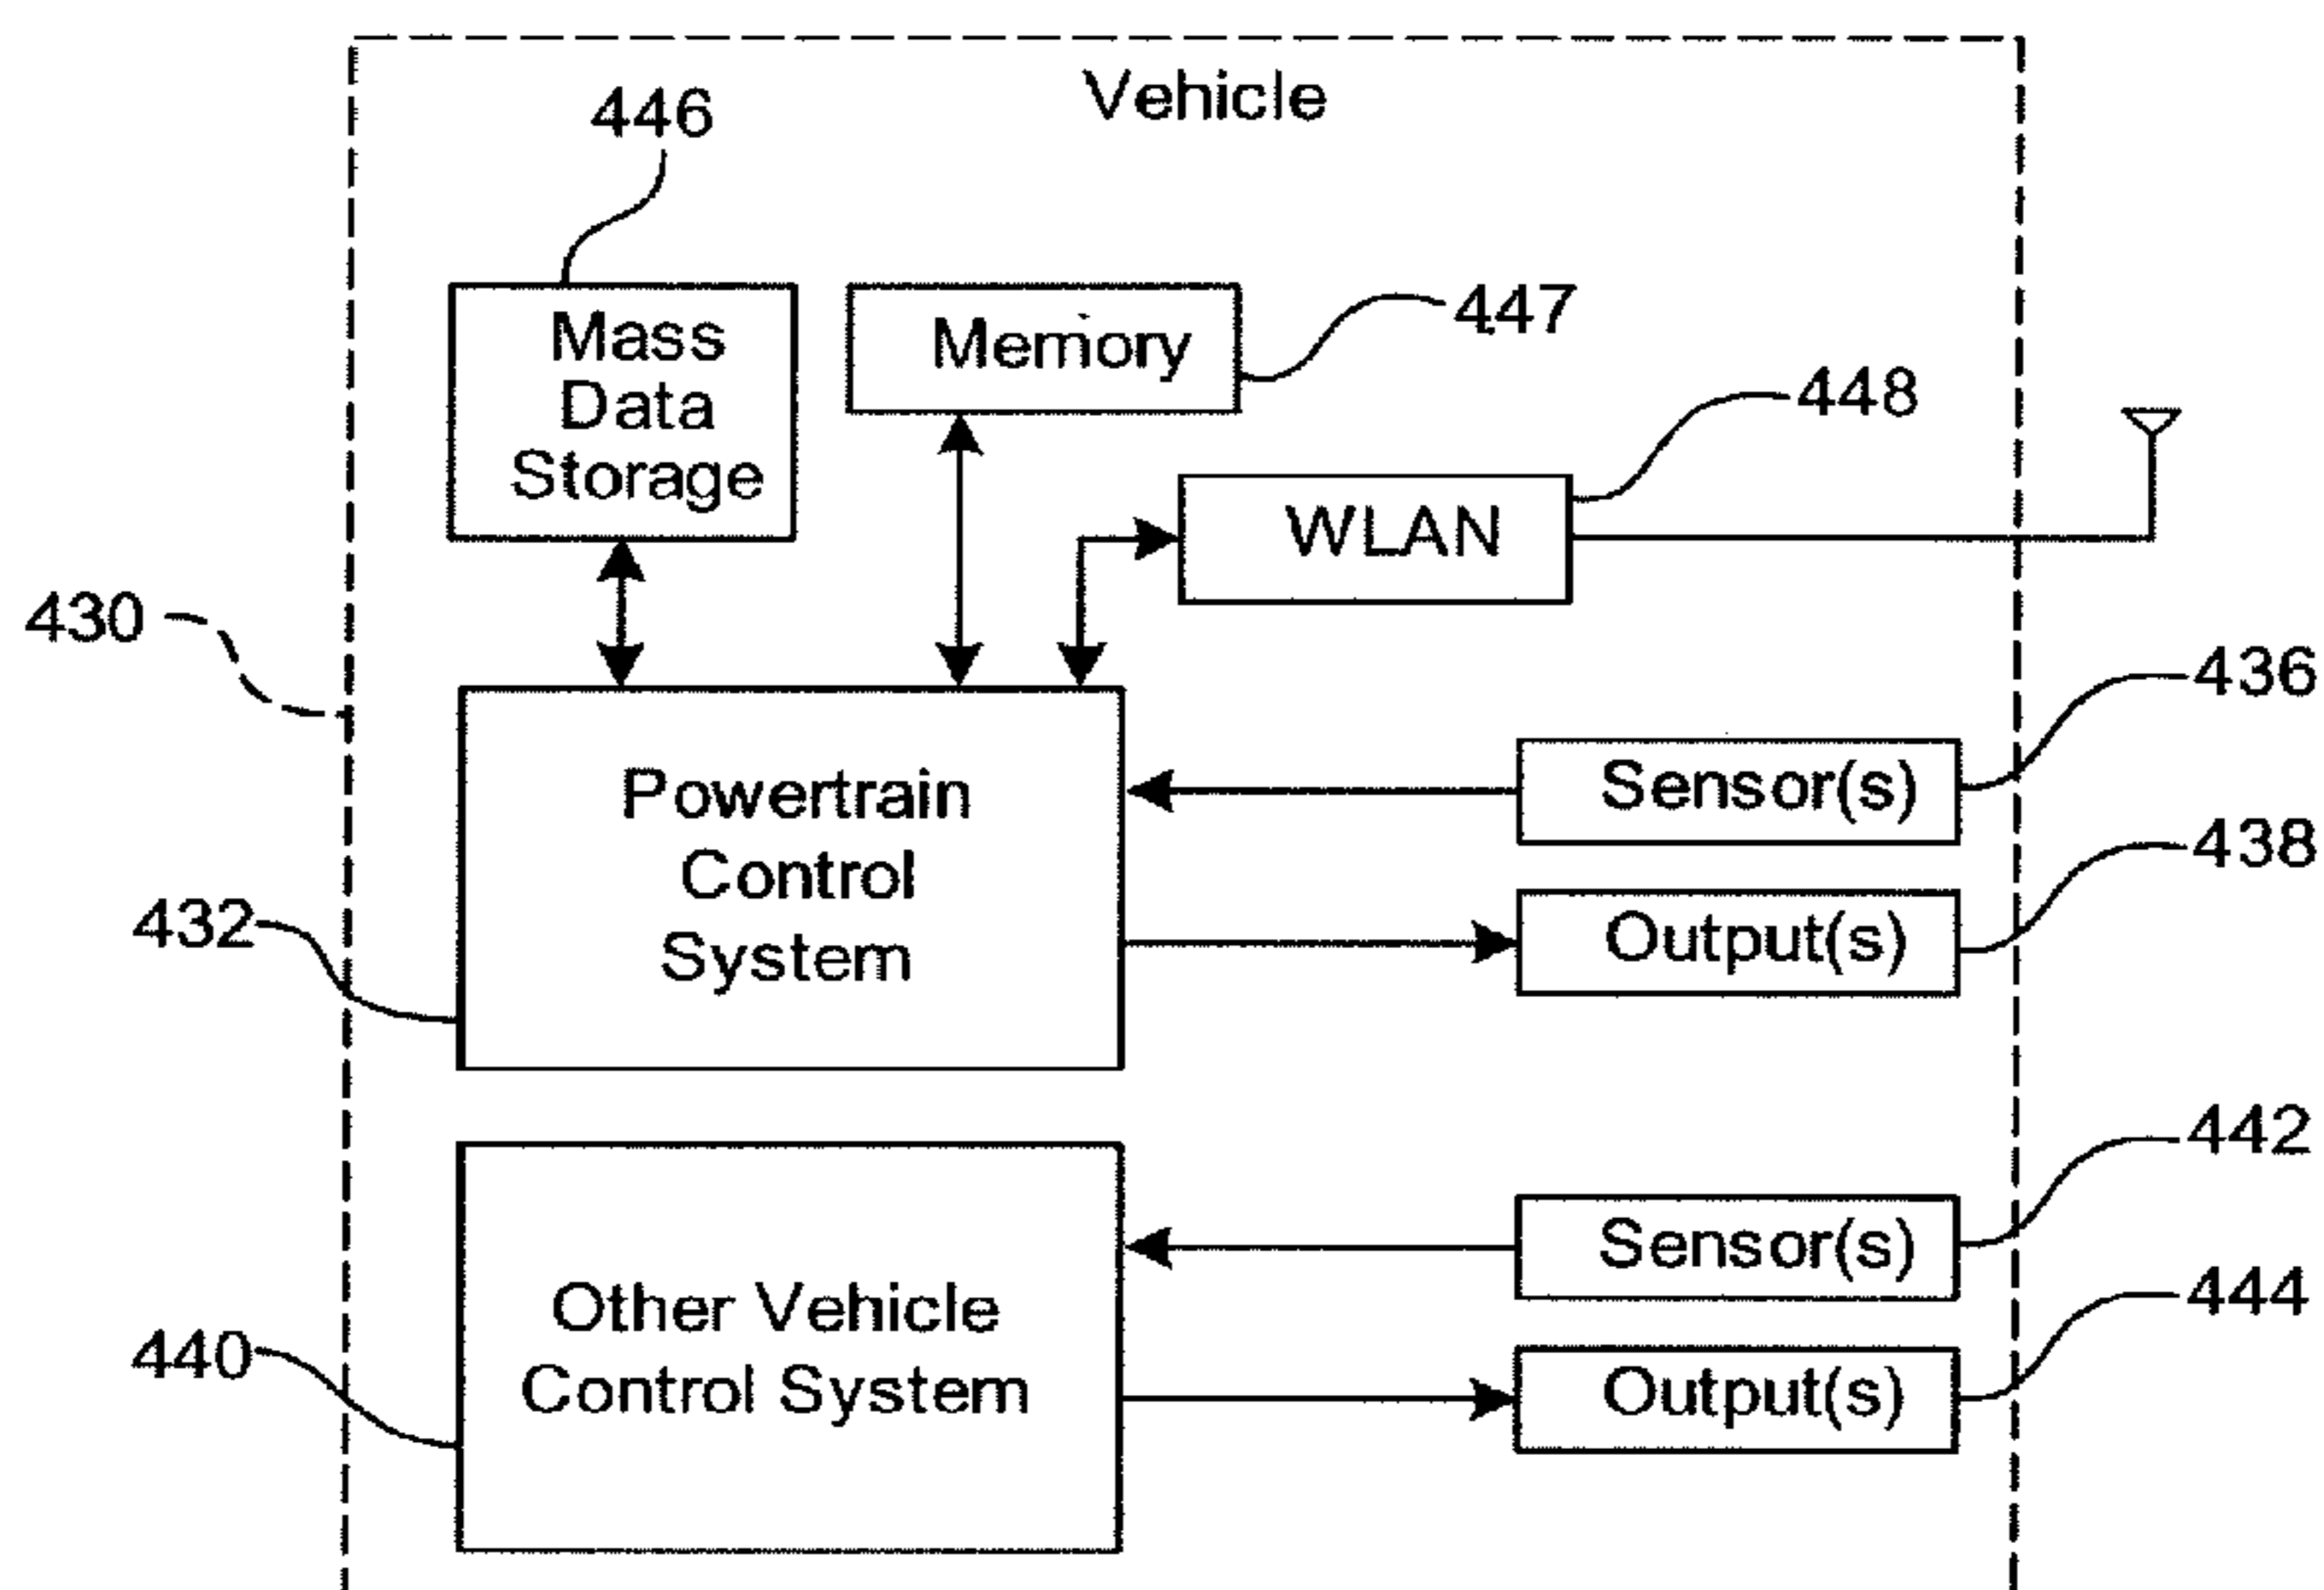 Vehicle
446
Mass
Data
Storage
Memory
447
448
WLAN
430
436
Sensor(s)
Powertrain
Control
System
438
Output(s)
432
442
Sensor(s)
444
Other Vehicle
Control System
440
Output(s)